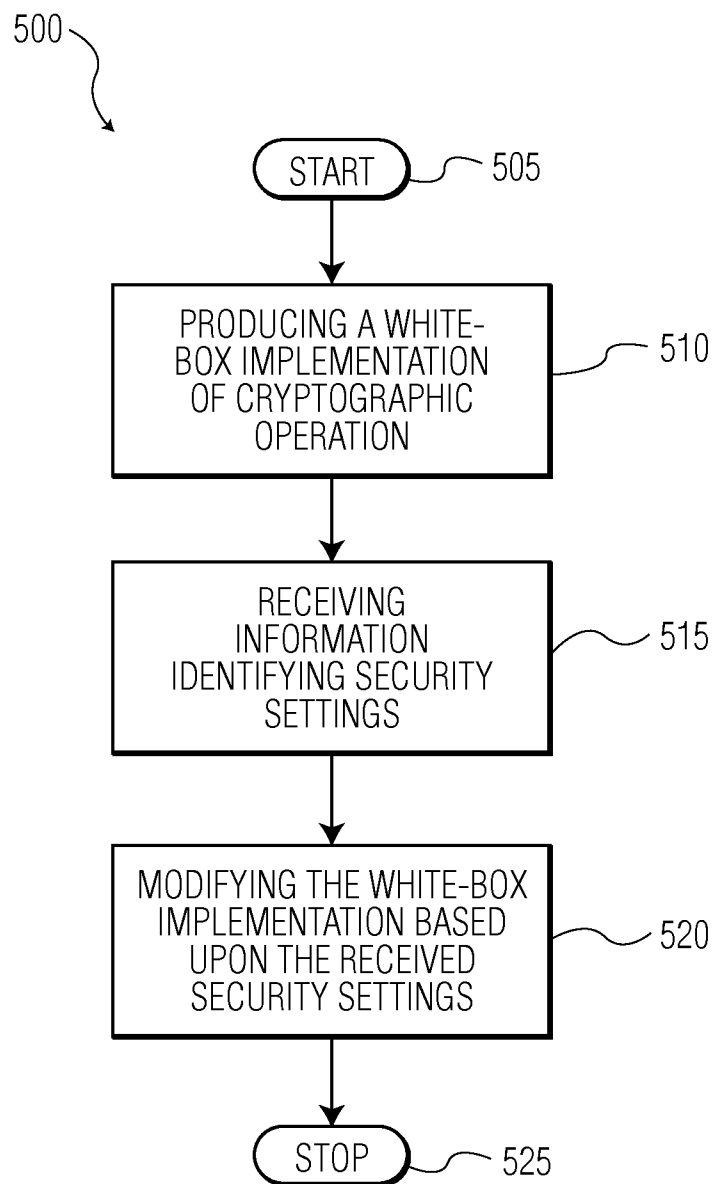 500
START
505
PRODUCING A WHITE-
BOX IMPLEMENTATION
OF CRYPTOGRAPHIC
OPERATION
510
RECEIVING
INFORMATION
IDENTIFYING SECURITY
SETTINGS
515
MODIFYING THE WHITE-BOX
IMPLEMENTATION BASED
UPON THE RECEIVED
SECURITY SETTINGS
520
STOP
525